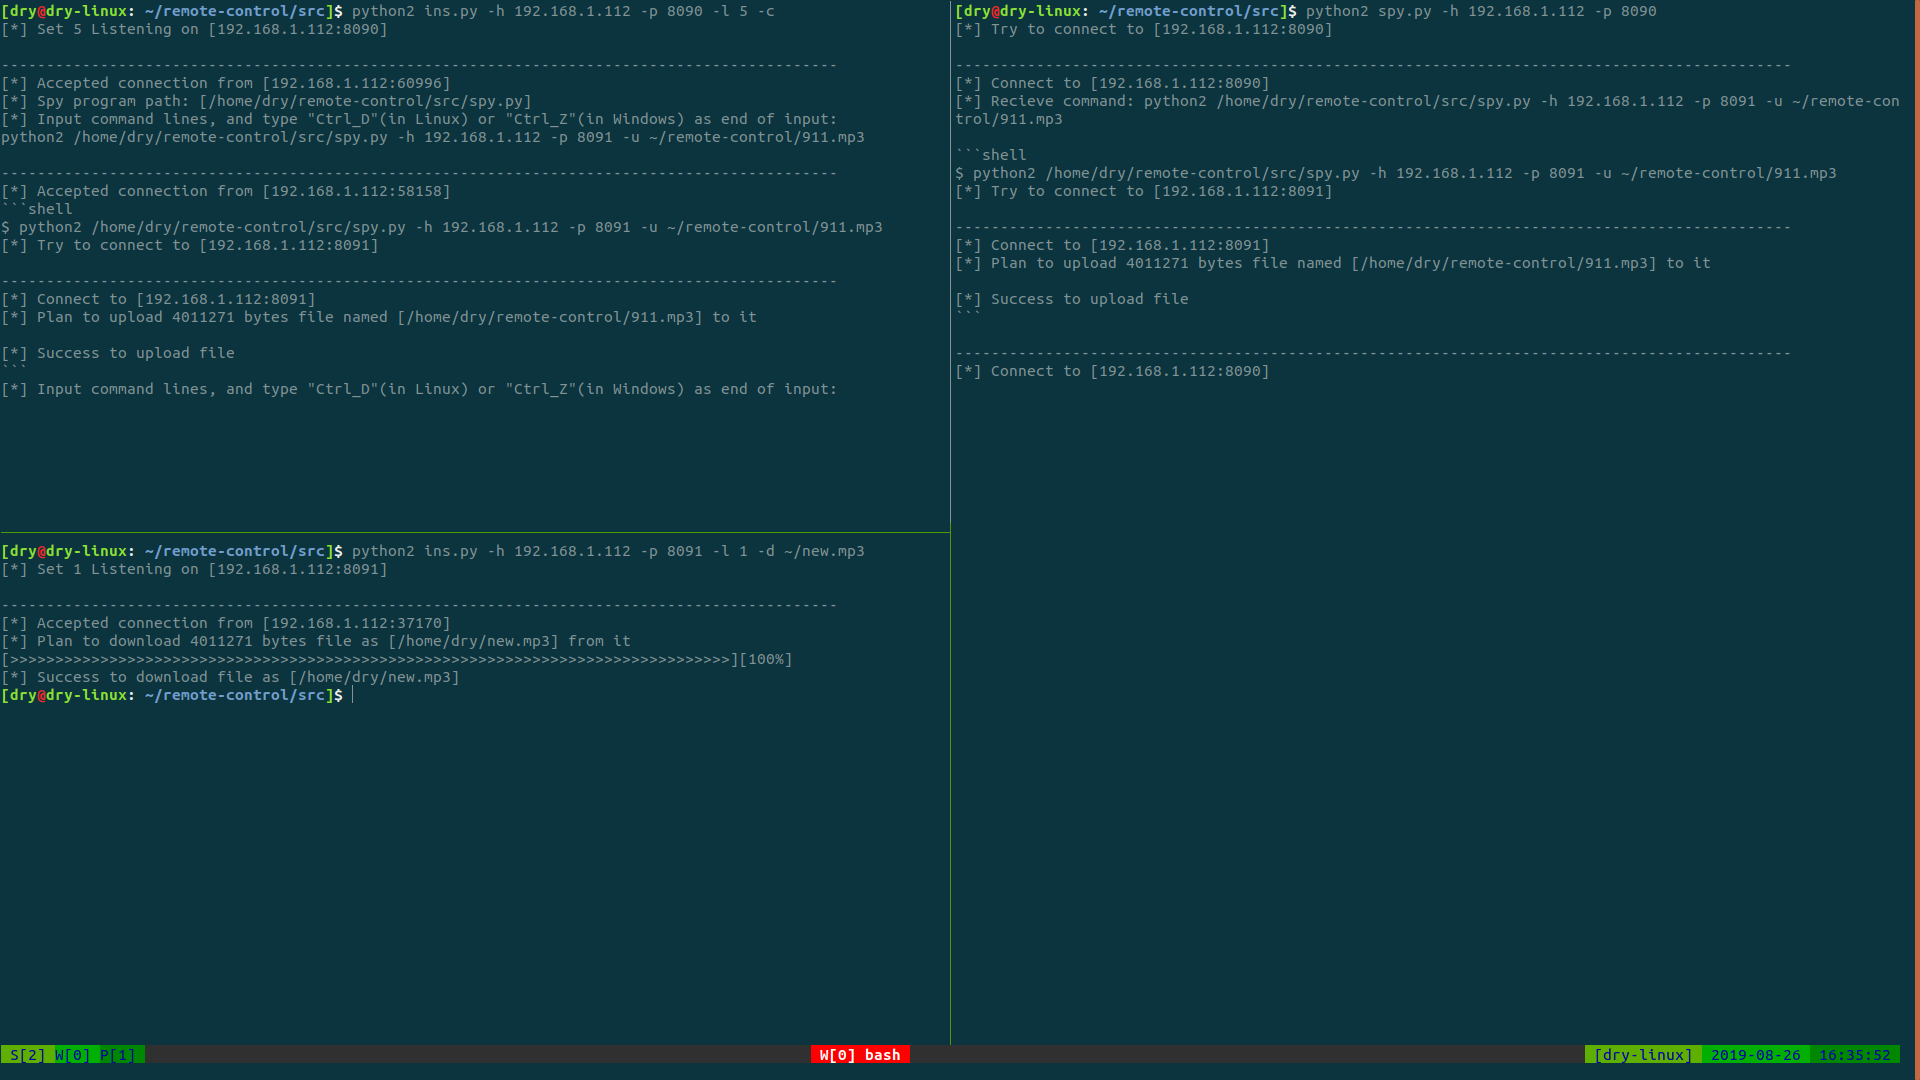 [dry@dry-linux: ~/remote-control/src]$ python2 ins.py -h 192.168.1.112 -p 8090 -l 5 -c
[*] Set 5 Listening on [192.168.1.112:8090]
---------------------------------------------------------------------------------------------
[*] Accepted connection from [192.168.1.112:60996]
[*] Spy program path: [/home/dry/remote-control/src/spy.py]
[*] Input command lines, and type "Ctrl_D"(in Linux) or "Ctrl_Z"(in Windows) as end of input:
python2 /home/dry/remote-control/src/spy.py -h 192.168.1.112 -p 8091 -u ~/remote-control/911.mp3
---------------------------------------------------------------------------------------------
[*] Accepted connection from [192.168.1.112:58158]
```shell
$ python2 /home/dry/remote-control/src/spy.py -h 192.168.1.112 -p 8091 -u ~/remote-control/911.mp3
[*] Try to connect to [192.168.1.112:8091]
---------------------------------------------------------------------------------------------
[*] Connect to [192.168.1.112:8091]
[*] Plan to upload 4011271 bytes file named [/home/dry/remote-control/911.mp3] to it
[*] Success to upload file
```
[*] Input command lines, and type "Ctrl_D"(in Linux) or "Ctrl_Z"(in Windows) as end of input:
[dry@dry-linux: ~/remote-control/src]$ python2 ins.py -h 192.168.1.112 -p 8091 -l 1 -d ~/new.mp3
[*] Set 1 Listening on [192.168.1.112:8091]
---------------------------------------------------------------------------------------------
[*] Accepted connection from [192.168.1.112:37170]
[*] Plan to download 4011271 bytes file as [/home/dry/new.mp3] from it
[>>>>>>>>>>>>>>>>>>>>>>>>>>>>>>>>>>>>>>>>>>>>>>>>>>>>>>>>>>>>>>>>>>>>>>>>>>>>>>>>][100%]
[*] Success to download file as [/home/dry/new.mp3]
[dry@dry-linux: ~/remote-control/src]$
[dry@dry-linux: ~/remote-control/src]$ python2 spy.py -h 192.168.1.112 -p 8090
[*] Try to connect to [192.168.1.112:8090]
---------------------------------------------------------------------------------------------
[*] Connect to [192.168.1.112:8090]
[*] Recieve command: python2 /home/dry/remote-control/src/spy.py -h 192.168.1.112 -p 8091 -u ~/remote-con
trol/911.mp3
```shell
$ python2 /home/dry/remote-control/src/spy.py -h 192.168.1.112 -p 8091 -u ~/remote-control/911.mp3
[*] Try to connect to [192.168.1.112:8091]
---------------------------------------------------------------------------------------------
[*] Connect to [192.168.1.112:8091]
[*] Plan to upload 4011271 bytes file named [/home/dry/remote-control/911.mp3] to it
[*] Success to upload file
```
---------------------------------------------------------------------------------------------
[*] Connect to [192.168.1.112:8090]
S[2] W[0] P[1] W[0] bash [dry-linux] 2019-08-26 16:35:52